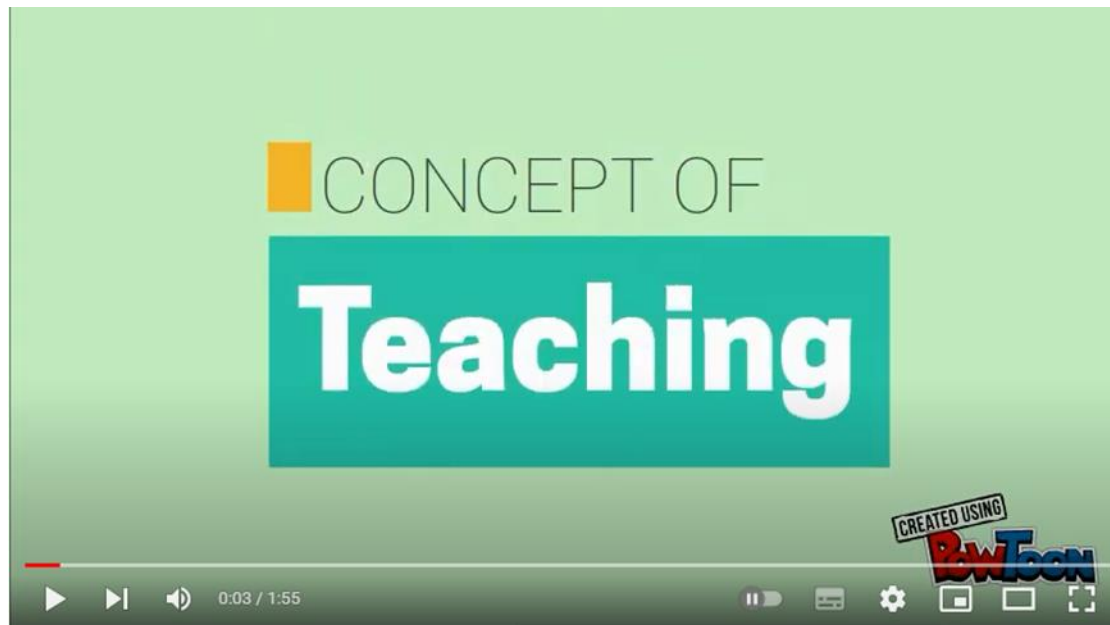 CONCEPT OF
Teaching
CREATED USING
POWTOON
0:03 / 1:55